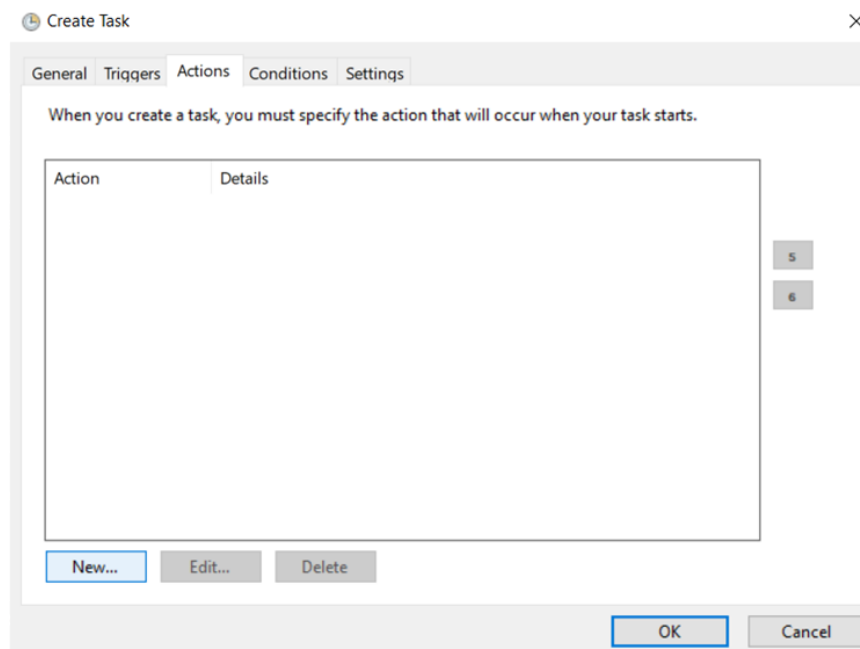 Create Task
General Triggers Actions Conditions Settings
When you create a task, you must specify the action that will occur when your task starts.
Action Details
5
6
New... Edit... Delete
OK Cancel